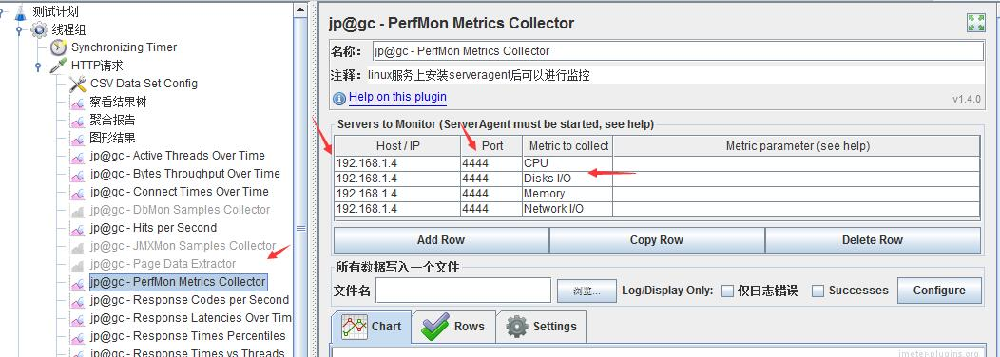 测试计划
线程组
Synchronizing Timer
HTTP请求
CSV Data Set Config
察看结果树
聚合报告
图形结果
jp@gc - Active Threads Over Time
jp@gc - Bytes Throughput Over Time
jp@gc - Connect Times Over Time
jp@gc - DbMon Samples Collector
jp@gc - Hits per Second
jp@gc - JMXMon Samples Collector
jp@gc - Page Data Extractor
jp@gc - PerfMon Metrics Collector
jp@gc - Response Codes per Second
jp@gc - Response Latencies Over Tim
jp@gc - Response Times Percentiles
jp@gc - Response Times vs Threads
jp@gc - PerfMon Metrics Collector
名称: jp@gc - PerfMon Metrics Collector
注释: linux服务上安装serveragent后可以进行监控
Help on this plugin v1.4.0
Servers to Monitor (ServerAgent must be started, see help)
Host / IP Port Metric to collect Metric parameter (see help)
192.168.1.4 4444 CPU
192.168.1.4 4444 Disks I/O
192.168.1.4 4444 Memory
192.168.1.4 4444 Network I/O
Add Row Copy Row Delete Row
所有数据写入一个文件
文件名 浏览... Log/Display Only: 仅日志错误 Successes Configure
Chart Rows Settings
jmeter-plugins.org